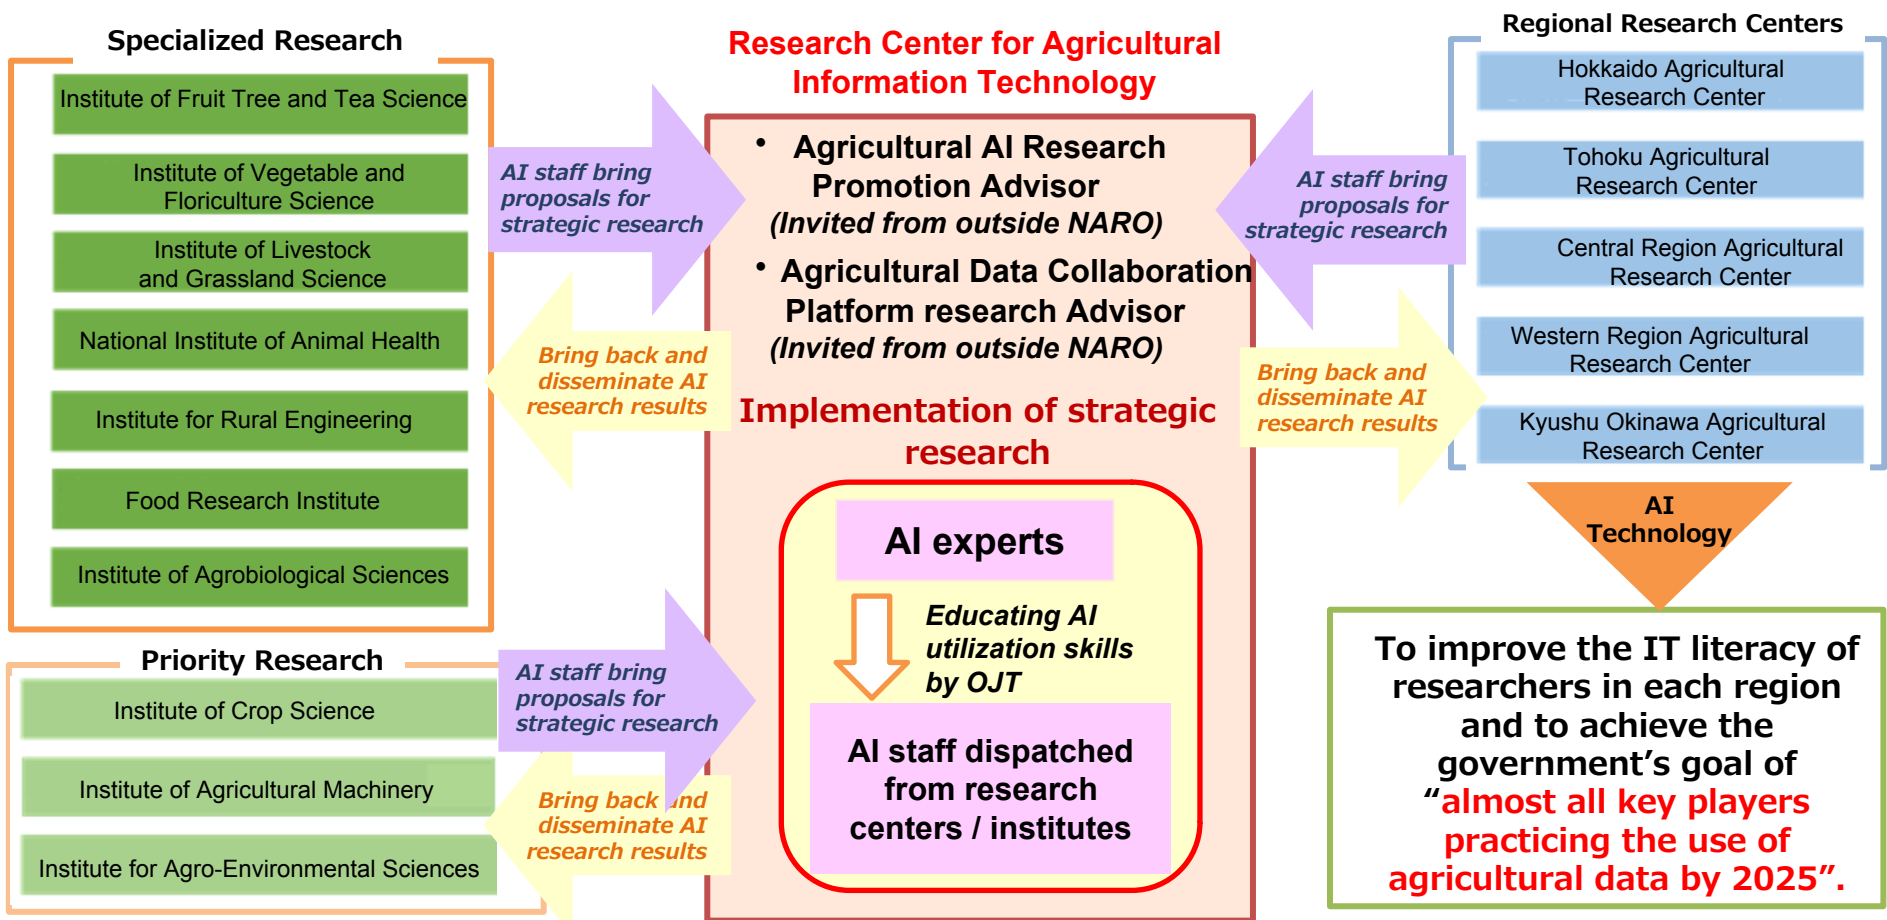 Specialized Research
Institute of Fruit Tree and Tea Science
Institute of Vegetable and
Floriculture Science
Institute of Livestock
and Grassland Science
National Institute of Animal Health
Institute for Rural Engineering
Food Research Institute
Institute of Agrobiological Sciences
Priority Research
Institute of Crop Science
Institute of Agricultural Machinery
Institute for Agro-Environmental Sciences
AI staff bring
proposals for
strategic research
Bring back and
disseminate AI
research results
AI staff bring
proposals for
strategic research
Bring back and
disseminate AI
research results
Research Center for Agricultural
Information Technology
• Agricultural AI Research
Promotion Advisor
(Invited from outside NARO)
• Agricultural Data Collaboration
Platform research Advisor
(Invited from outside NARO)
Implementation of strategic
research
AI experts
Educating AI
utilization skills
by OJT
AI staff dispatched
from research
centers / institutes
AI staff bring
proposals for
strategic research
Bring back and
disseminate AI
research results
Regional Research Centers
Hokkaido Agricultural
Research Center
Tohoku Agricultural
Research Center
Central Region Agricultural
Research Center
Western Region Agricultural
Research Center
Kyushu Okinawa Agricultural
Research Center
AI
Technology
To improve the IT literacy of
researchers in each region
and to achieve the
government’s goal of
“almost all key players
practicing the use of
agricultural data by 2025”.